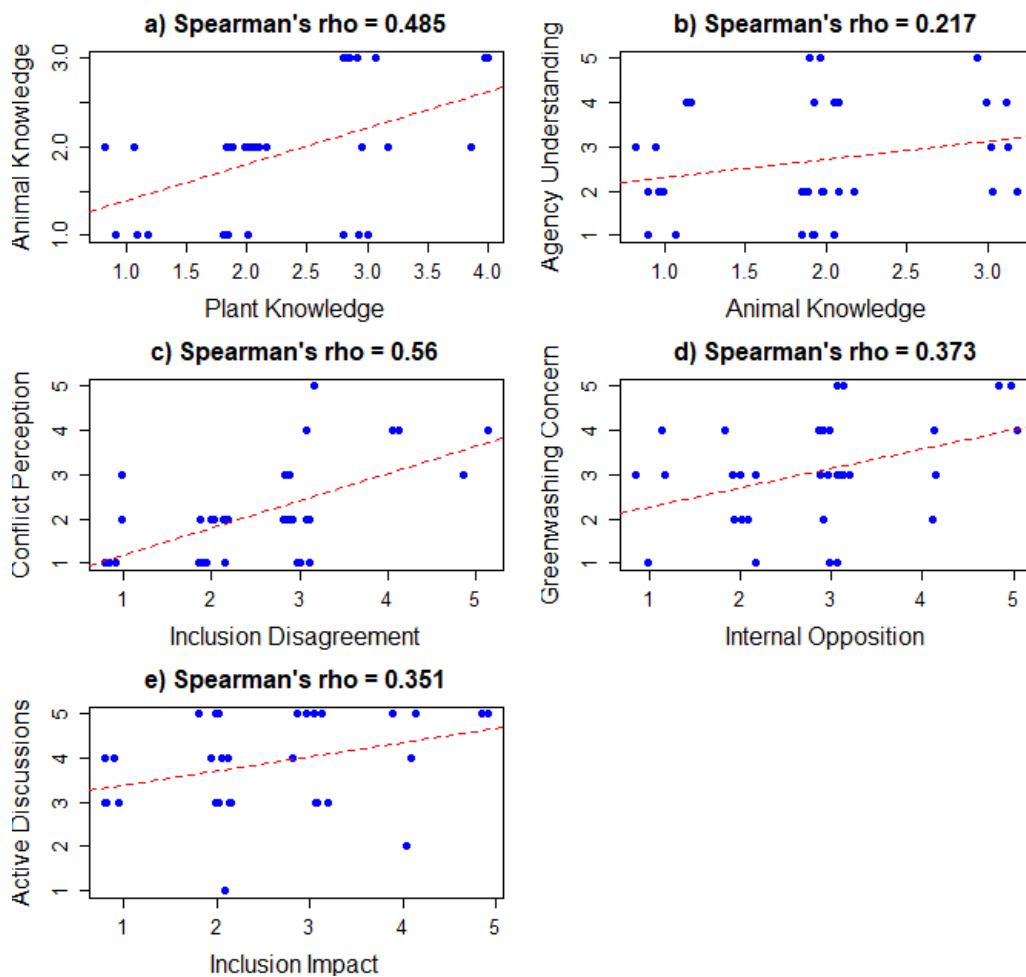 a) Spearman's rho = 0.485
Animal Knowledge
3.0
2.0
1.0
1.0 1.5 2.0 2.5 3.0 3.5 4.0
Plant Knowledge
b) Spearman's rho = 0.217
Agency Understanding
5
4
3
2
1
1.0 1.5 2.0 2.5 3.0
Animal Knowledge
c) Spearman's rho = 0.56
Conflict Perception
5
4
3
2
1
1 2 3 4 5
Inclusion Disagreement
d) Spearman's rho = 0.373
Greenwashing Concern
5
4
3
2
1
1 2 3 4 5
Internal Opposition
e) Spearman's rho = 0.351
Active Discussions
5
4
3
2
1
1 2 3 4 5
Inclusion Impact